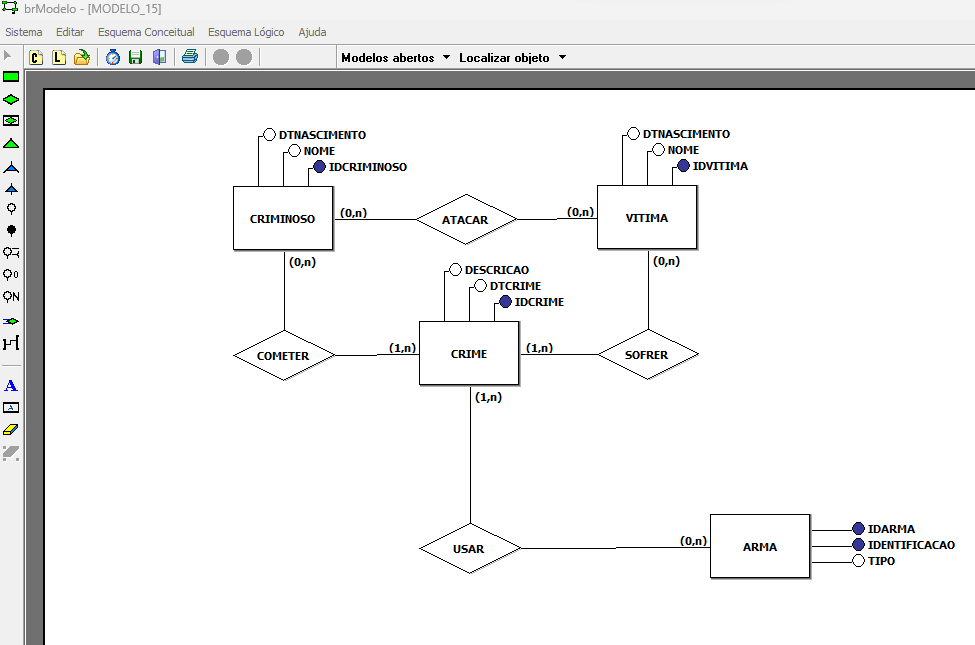 brModelo - [MODELO_15]
Sistema Editar Esquema Conceitual Esquema Lógico Ajuda
C L Modelos abertos Localizar objeto
DTNASCIMENTO
NOME
IDCRIMINOSO
CRIMINOSO
(0,n)
(0,n)
ATACAR
DTNASCIMENTO
NOME
IDVITIMA
VITIMA
(0,n)
(0,n)
DESCRICAO
DTCRIME
IDCRIME
COMETER
(1,n)
CRIME
(1,n)
SOFRER
(1,n)
USAR
(0,n)
ARMA
IDARMA
IDENTIFICACAO
TIPO
0
N
A
A